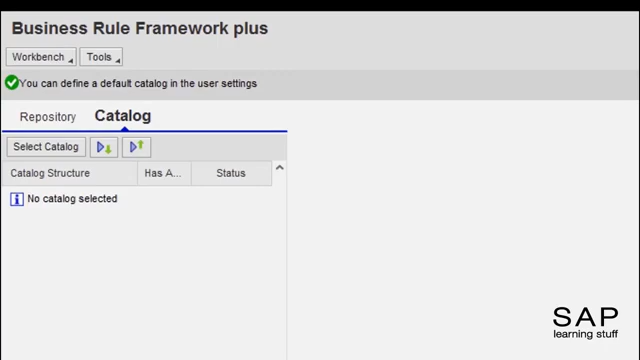 Business Rule Framework plus
Workbench Tools
You can define a default catalog in the user settings
Repository Catalog
Select Catalog
Catalog Structure Has A... Status
No catalog selected
SAP
learning stuff